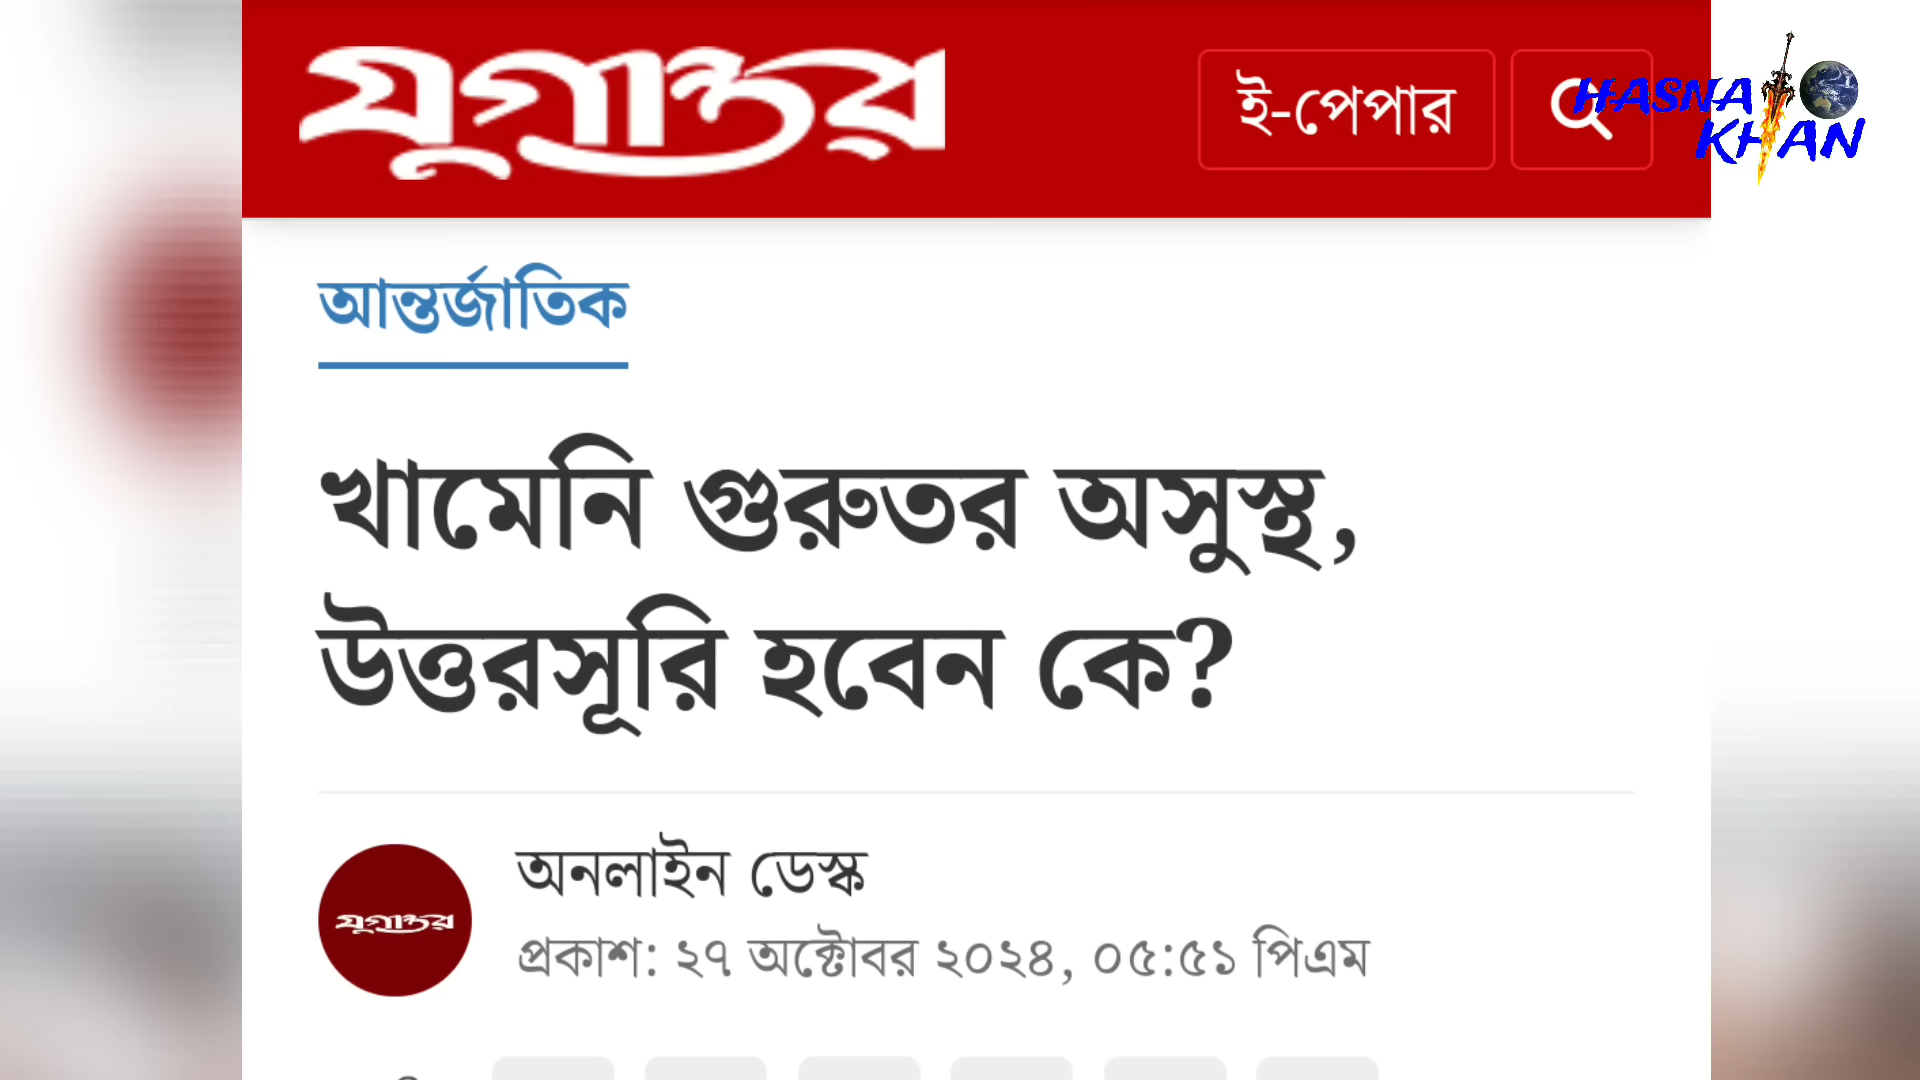 যুগান্তর
ই-পেপার
HASNA
KHAN
আন্তর্জাতিক
খামেনি গুরুতর অসুস্থ,
উত্তরসূরি হবেন কে?
যুগান্তর
অনলাইন ডেস্ক
প্রকাশ: ২৭ অক্টোবর ২০২৪, ০৫:৫১ পিএম